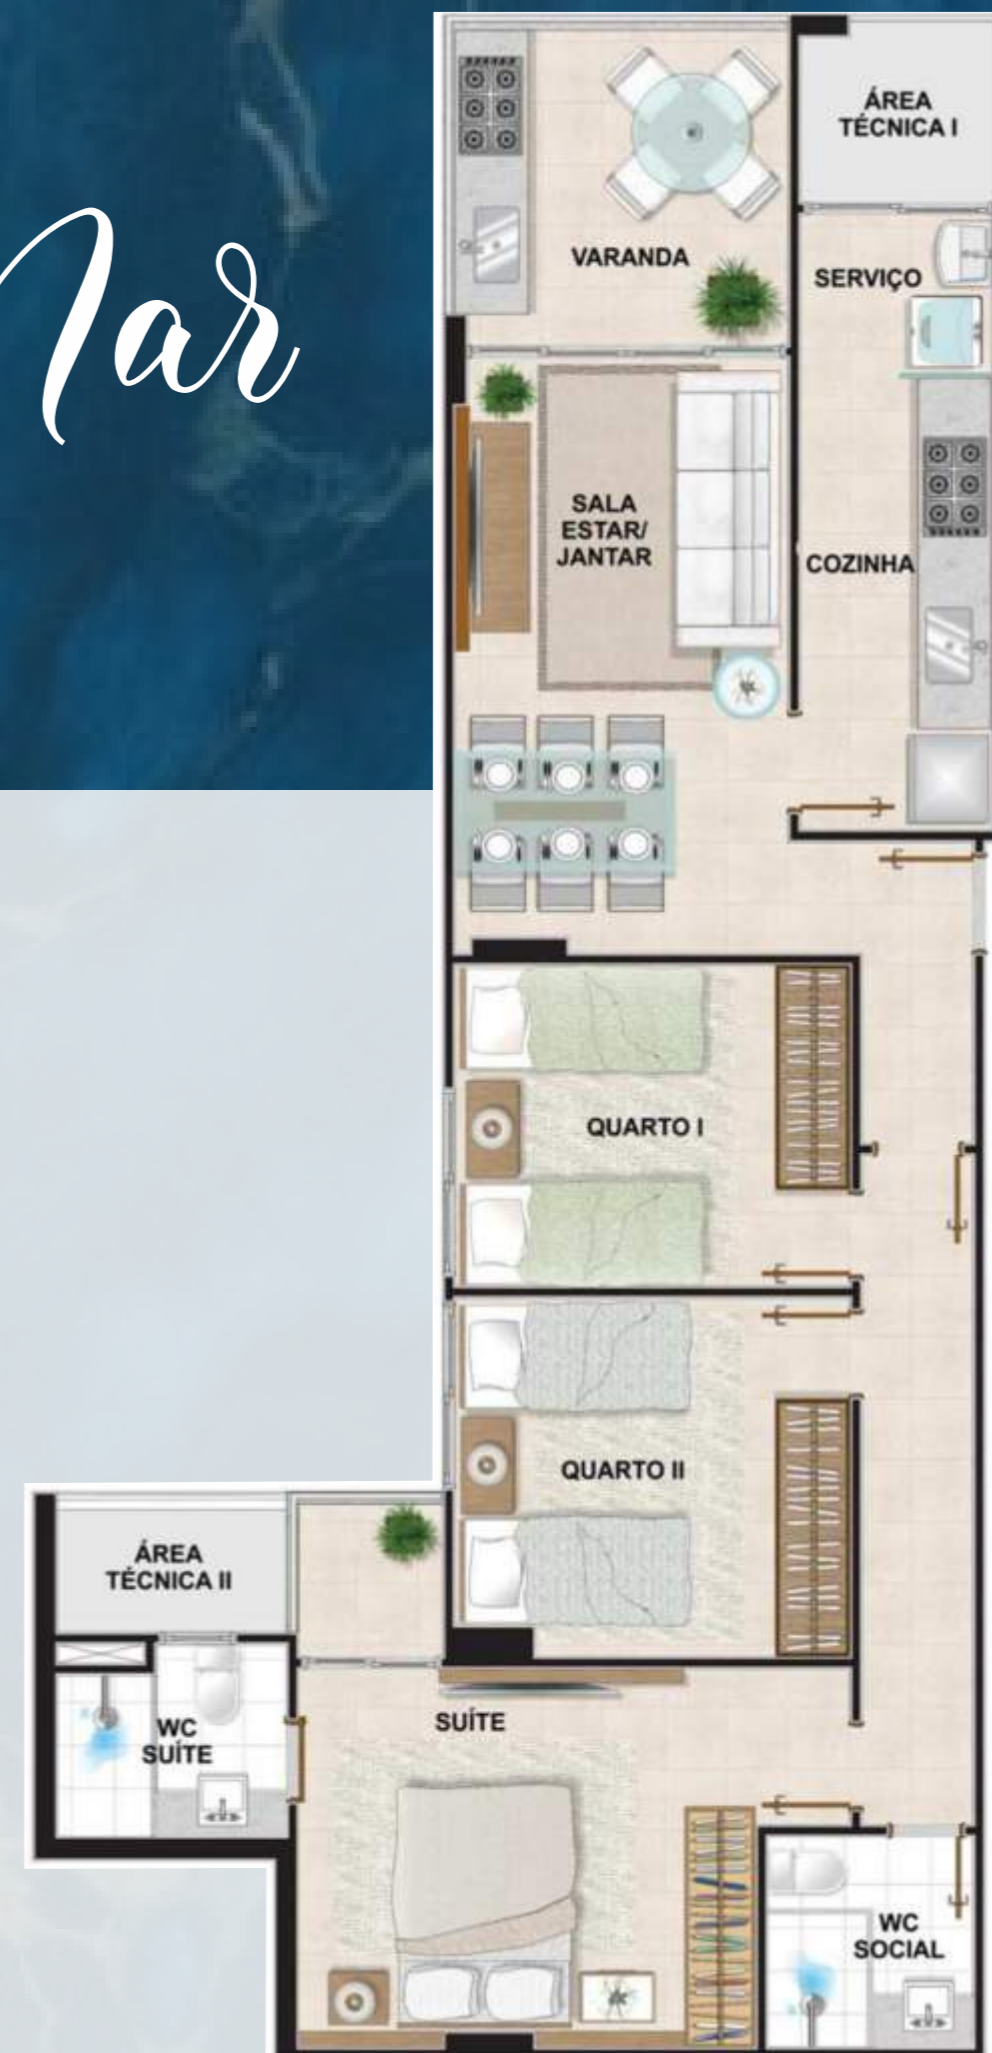 Mar
ÁREA
TÉCNICA I
VARANDA
SERVIÇO
SALA
ESTAR/
JANTAR
COZINHA
QUARTO I
QUARTO II
ÁREA
TÉCNICA II
SUÍTE
WC
SUÍTE
WC
SOCIAL